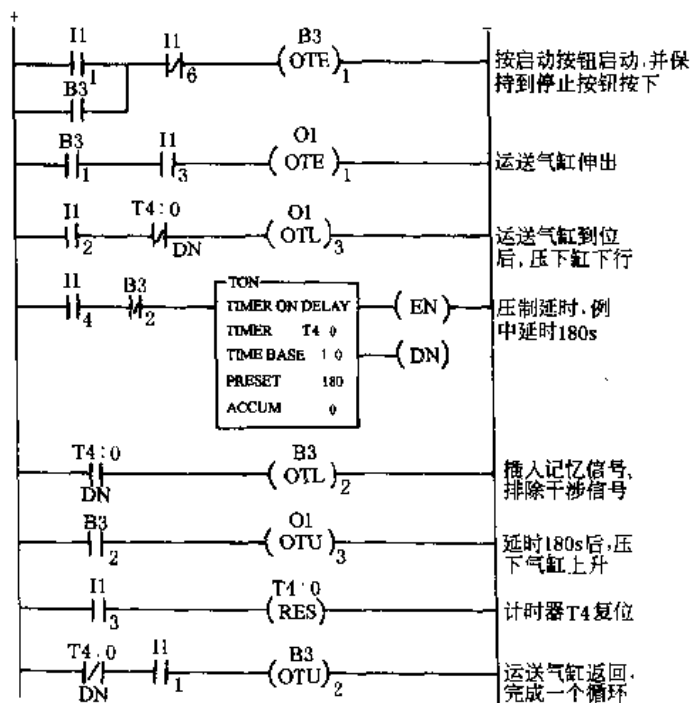 +
I1
1
I1
6
B3
OTE
1
B3
按启动按钮启动,并保
持到停止按钮按下
B3
1
I1
3
O1
OTE
1
运送气缸伸出
I1
2
T4:0
DN
O1
OTL
3
运送气缸到位
后,压下缸下行
I1
4
B3
2
TON
TIMER ON DELAY
TIMER T4 0
TIME BASE 1 0
PRESET 180
ACCUM 0
EN
DN
压制延时,例
中延时180s
T4:0
DN
B3
OTL
2
插入记忆信号,
排除干涉信号
B3
2
O1
OTU
3
延时180s后,压
下气缸上升
I1
3
T4:0
RES
计时器T4复位
T4.0
DN
I1
1
B3
OTU
2
运送气缸返回,
完成一个循环